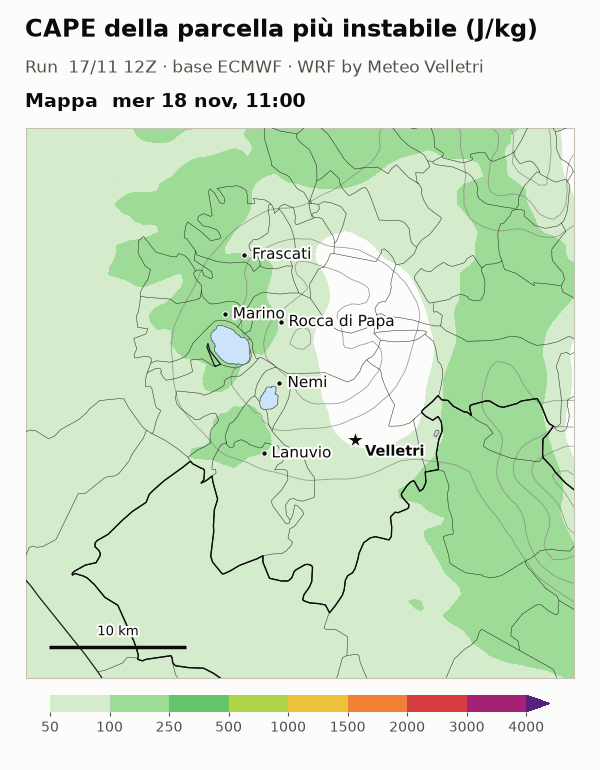 CAPE della parcella più instabile (J/kg)
Run  17/11 12Z · base ECMWF · WRF by Meteo Velletri
Mappa  mer 18 nov, 11:00
Frascati
Marino
Rocca di Papa
Nemi
Velletri
Lanuvio
10 km
50 100 250 500 1000 1500 2000 3000 4000